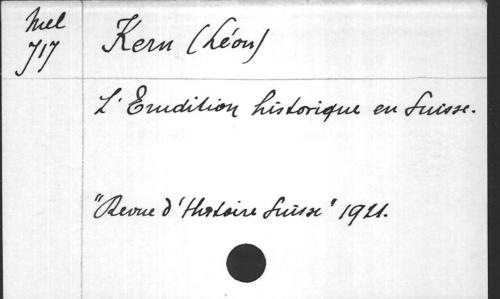 Mel 717
Kern (Léon)
L'Erudition historique en Suisse.
"Revue d'Histoire Suisse" 1921.